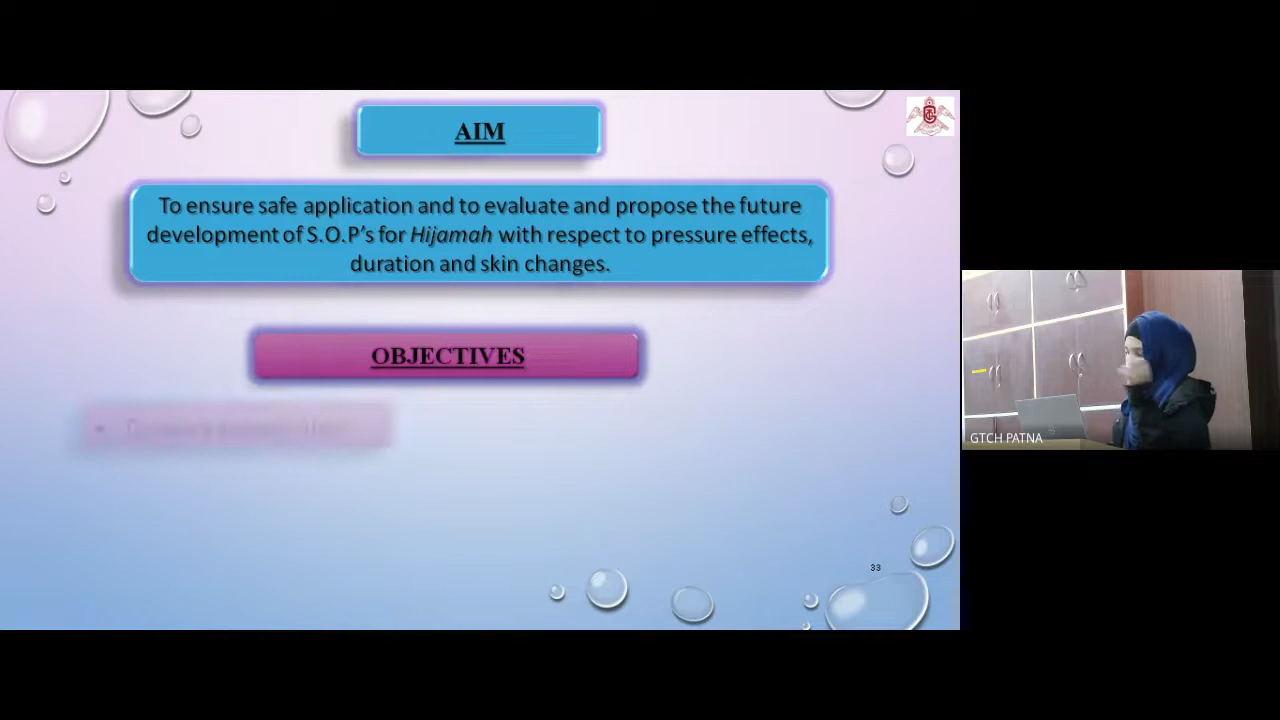 AIM
To ensure safe application and to evaluate and propose the future
development of S.O.P’s for Hijamah with respect to pressure effects,
duration and skin changes.
OBJECTIVES
33
GTCH PATNA